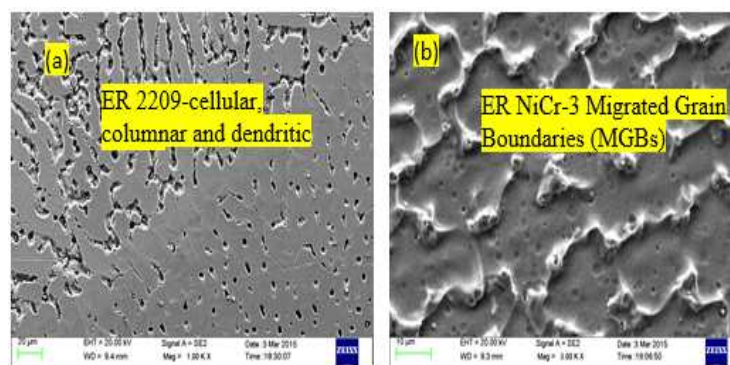 (a)
ER 2209-cellular,
columnar and dendritic
20 µm
EHT = 20.00 kV
Signal A = SE2
Date :3 Mar 2015
WD = 9.4 mm
Mag = 1.00 K X
Time :18:30:07
ZEISS
(b)
ER NiCr-3 Migrated Grain
Boundaries (MGBs)
10 µm
EHT = 20.00 kV
Signal A = SE2
Date :3 Mar 2015
WD = 9.3 mm
Mag = 3.00 K X
Time :19:06:50
ZEISS